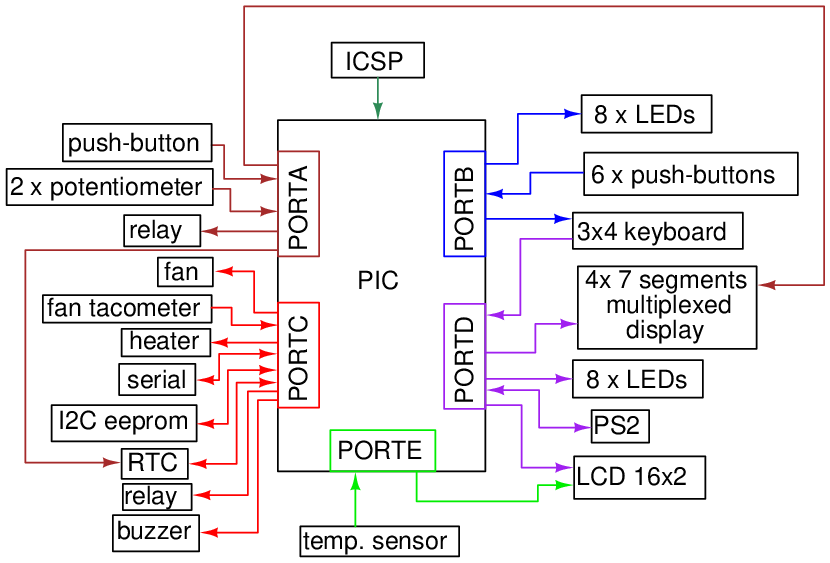 ICSP
push-button
2 x potentiometer
relay
fan
fan tacometer
heater
serial
I2C eeprom
RTC
relay
buzzer
PORTA
PORTC
PIC
PORTE
temp. sensor
PORTB
PORTD
8 x LEDs
6 x push-buttons
3x4 keyboard
4x 7 segments
multiplexed
display
8 x LEDs
PS2
LCD 16x2